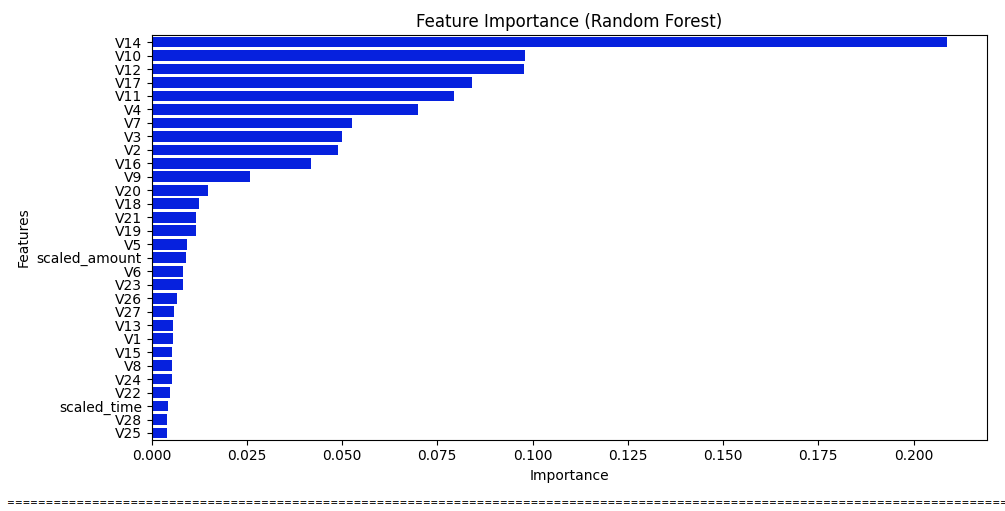 Feature Importance (Random Forest)
V14
V10
V12
V17
V11
V4
V7
V3
V2
V16
V9
V20
V18
V21
V19
V5
scaled_amount
V6
V23
V26
V27
V13
V1
V15
V8
V24
V22
scaled_time
V28
V25
Features
0.000 0.025 0.050 0.075 0.100 0.125 0.150 0.175 0.200
Importance